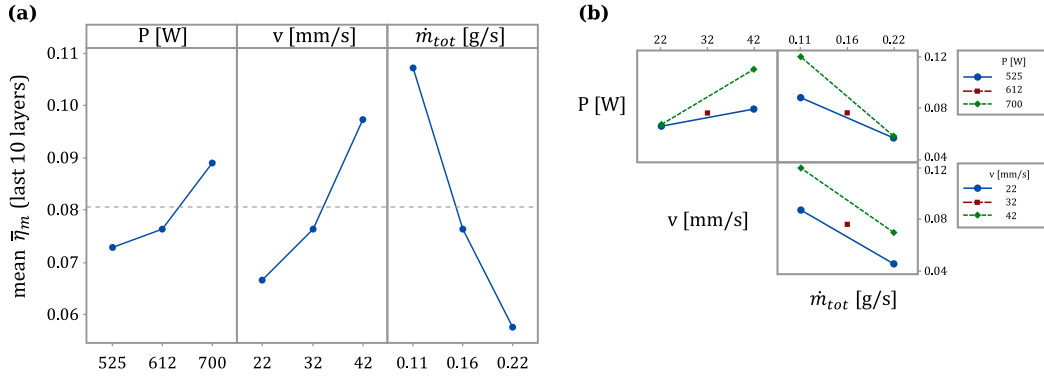 (a)
P [W] v [mm/s] ṁtot [g/s]
mean η̅m (last 10 layers)
0.11
0.10
0.09
0.08
0.07
0.06
525 612 700 22 32 42 0.11 0.16 0.22
(b)
22 32 42 0.11 0.16 0.22
P [W]
0.12
0.08
0.04
P [W]
525
612
700
v [mm/s]
0.12
0.08
0.04
v [mm/s]
22
32
42
ṁtot [g/s]